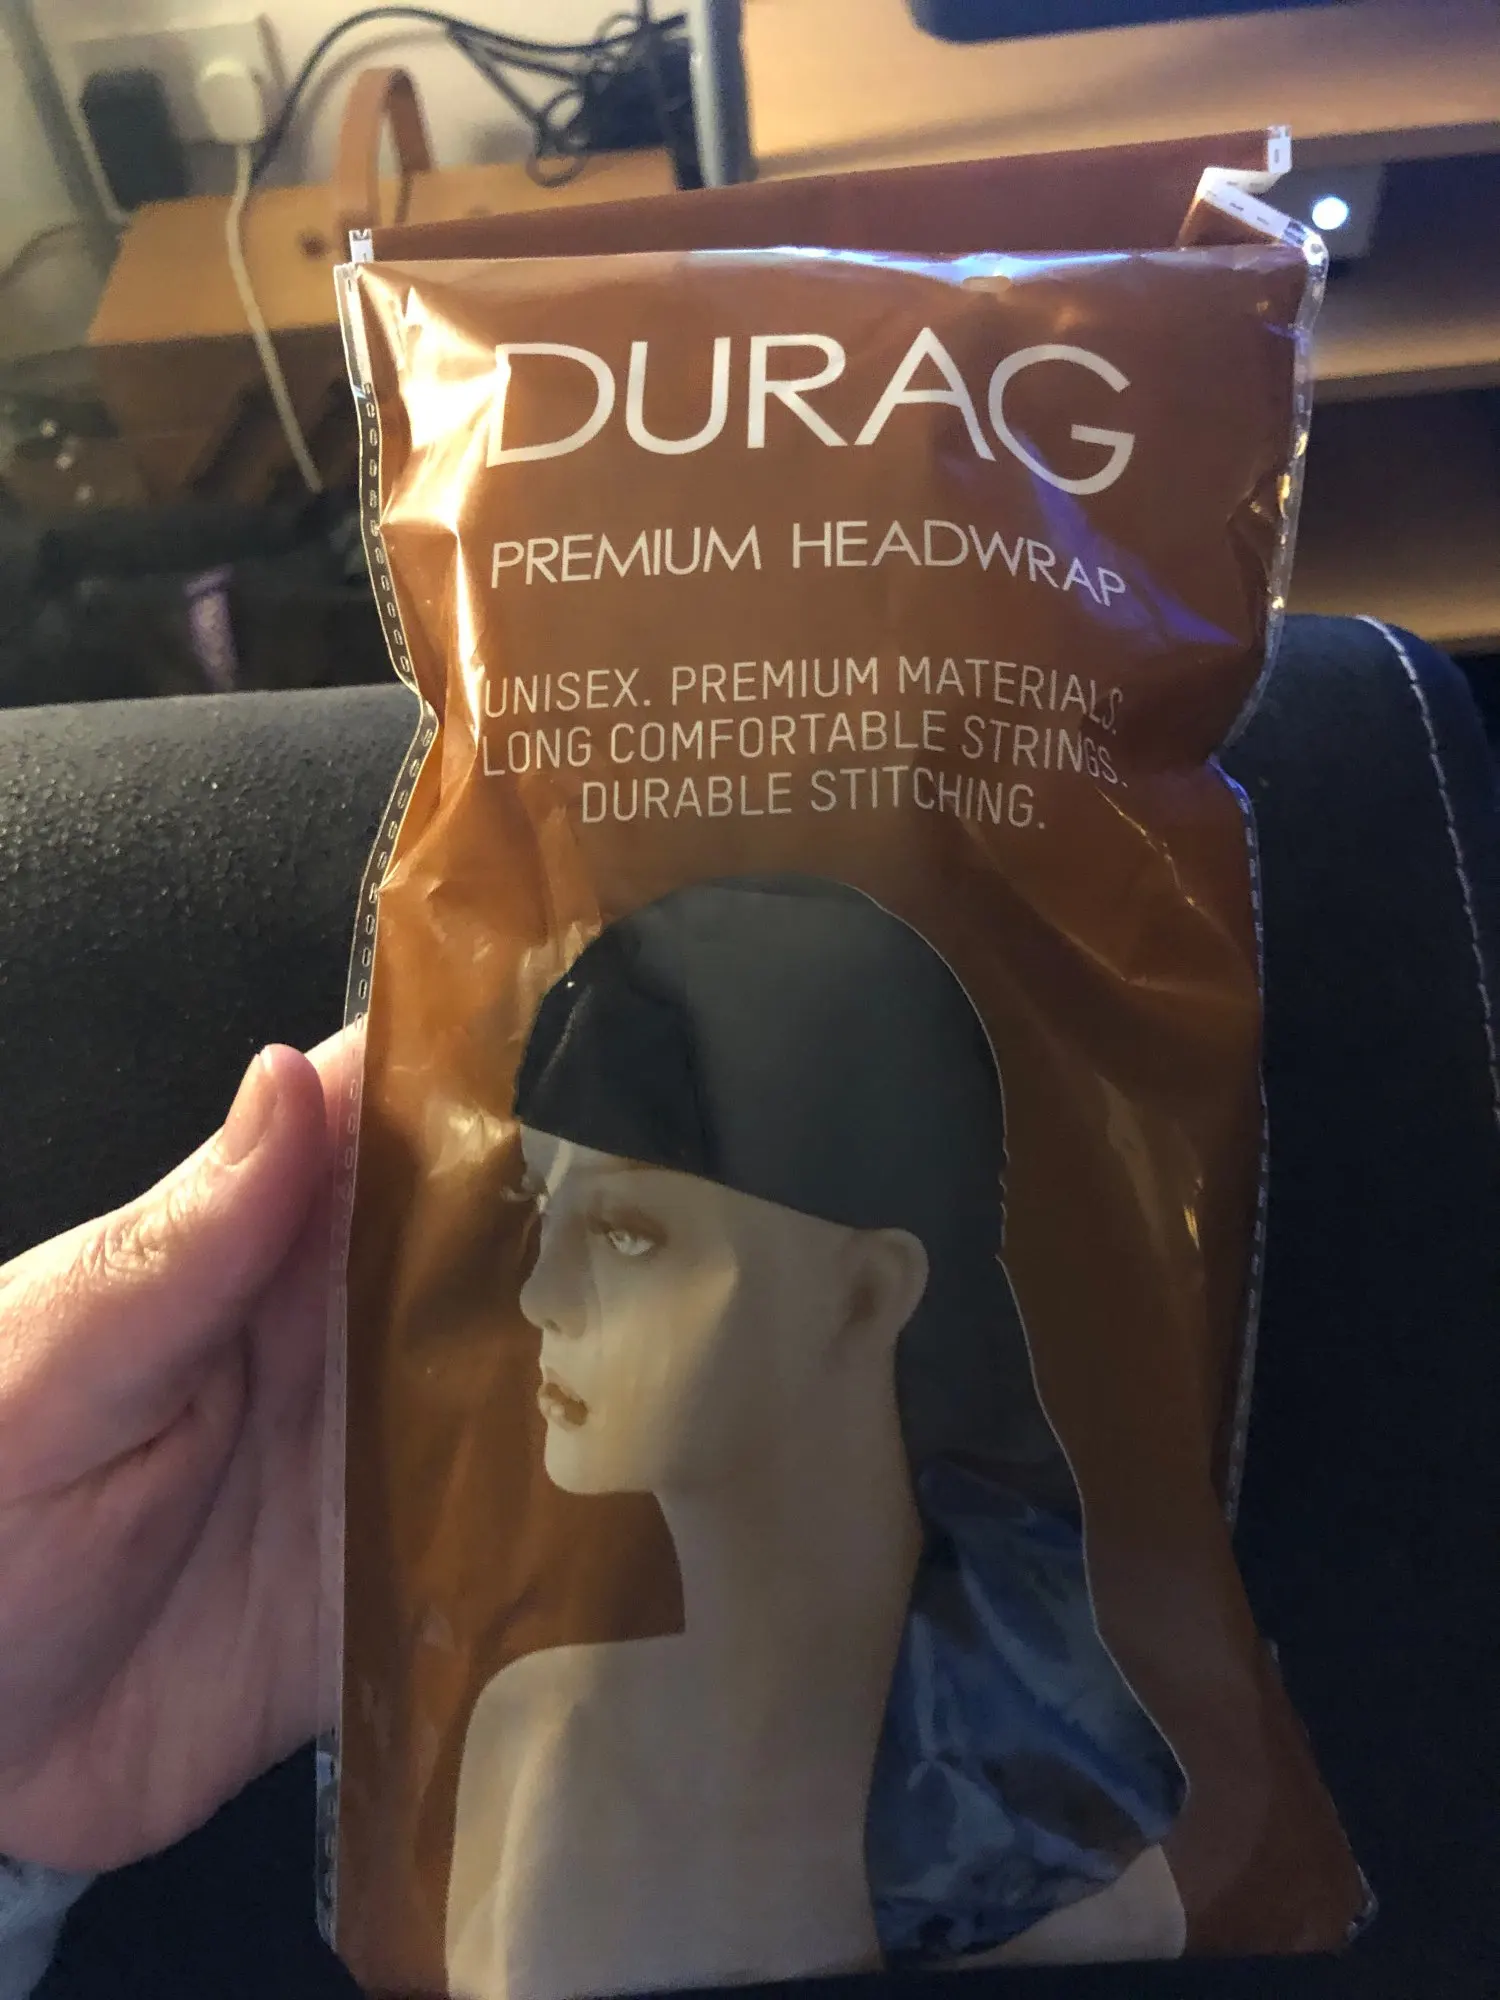 DURAG
PREMIUM HEADWRAP
UNISEX. PREMIUM MATERIALS.
LONG COMFORTABLE STRINGS.
DURABLE STITCHING.